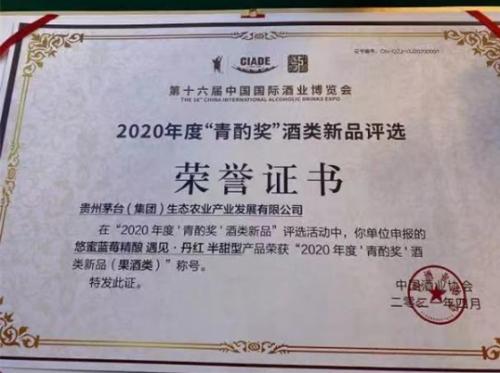 CIADE
第十六届中国国际酒业博览会
THE 16TH CHINA INTERNATIONAL ALCOHOLIC DRINKS EXPO
2020年度“青酌奖”酒类新品评选
荣誉证书
贵州茅台（集团）生态农业产业发展有限公司
在“2020年度‘青酌奖’酒类新品”评选活动中，你单位申报的
悠蜜蓝莓精酿 遇见·丹红 半甜型产品荣获“2020年度‘青酌奖’酒
类新品（果酒类）”称号。
特发此证。
中国酒业协会
二零二一年四月